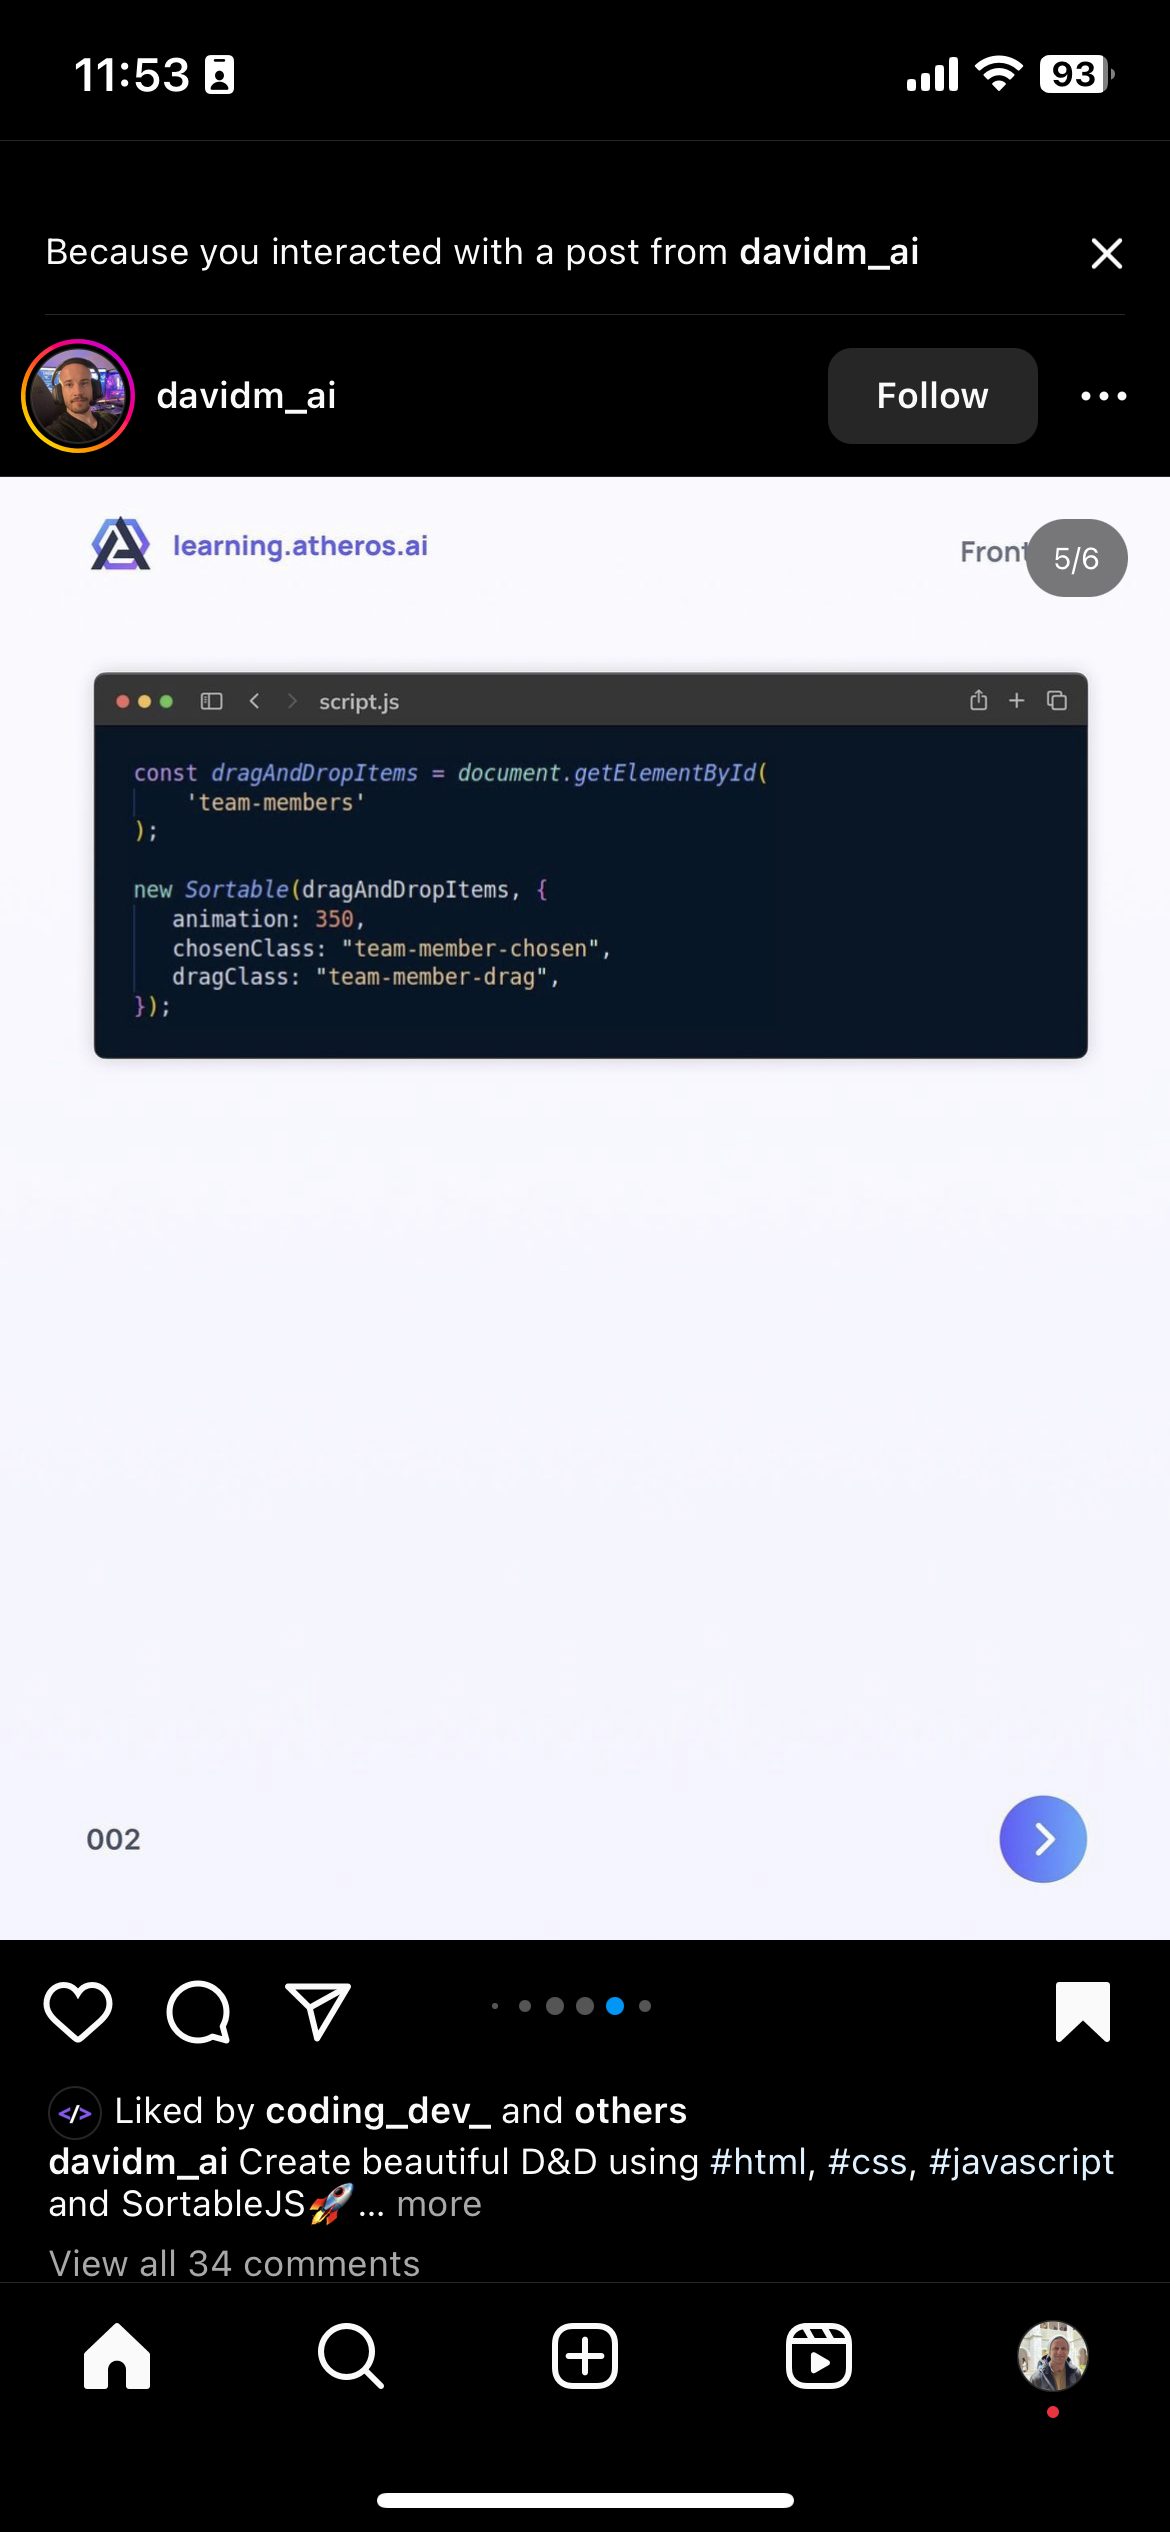 11:53
93
Because you interacted with a post from davidm_ai
davidm_ai
Follow
learning.atheros.ai
Front
5/6
script.js
const dragAndDropItems = document.getElementById(
'team-members'
);
new Sortable(dragAndDropItems, {
animation: 350,
chosenClass: "team-member-chosen",
dragClass: "team-member-drag",
});
002
</> Liked by coding_dev_ and others
davidm_ai Create beautiful D&D using #html, #css, #javascript
and SortableJS🚀... more
View all 34 comments